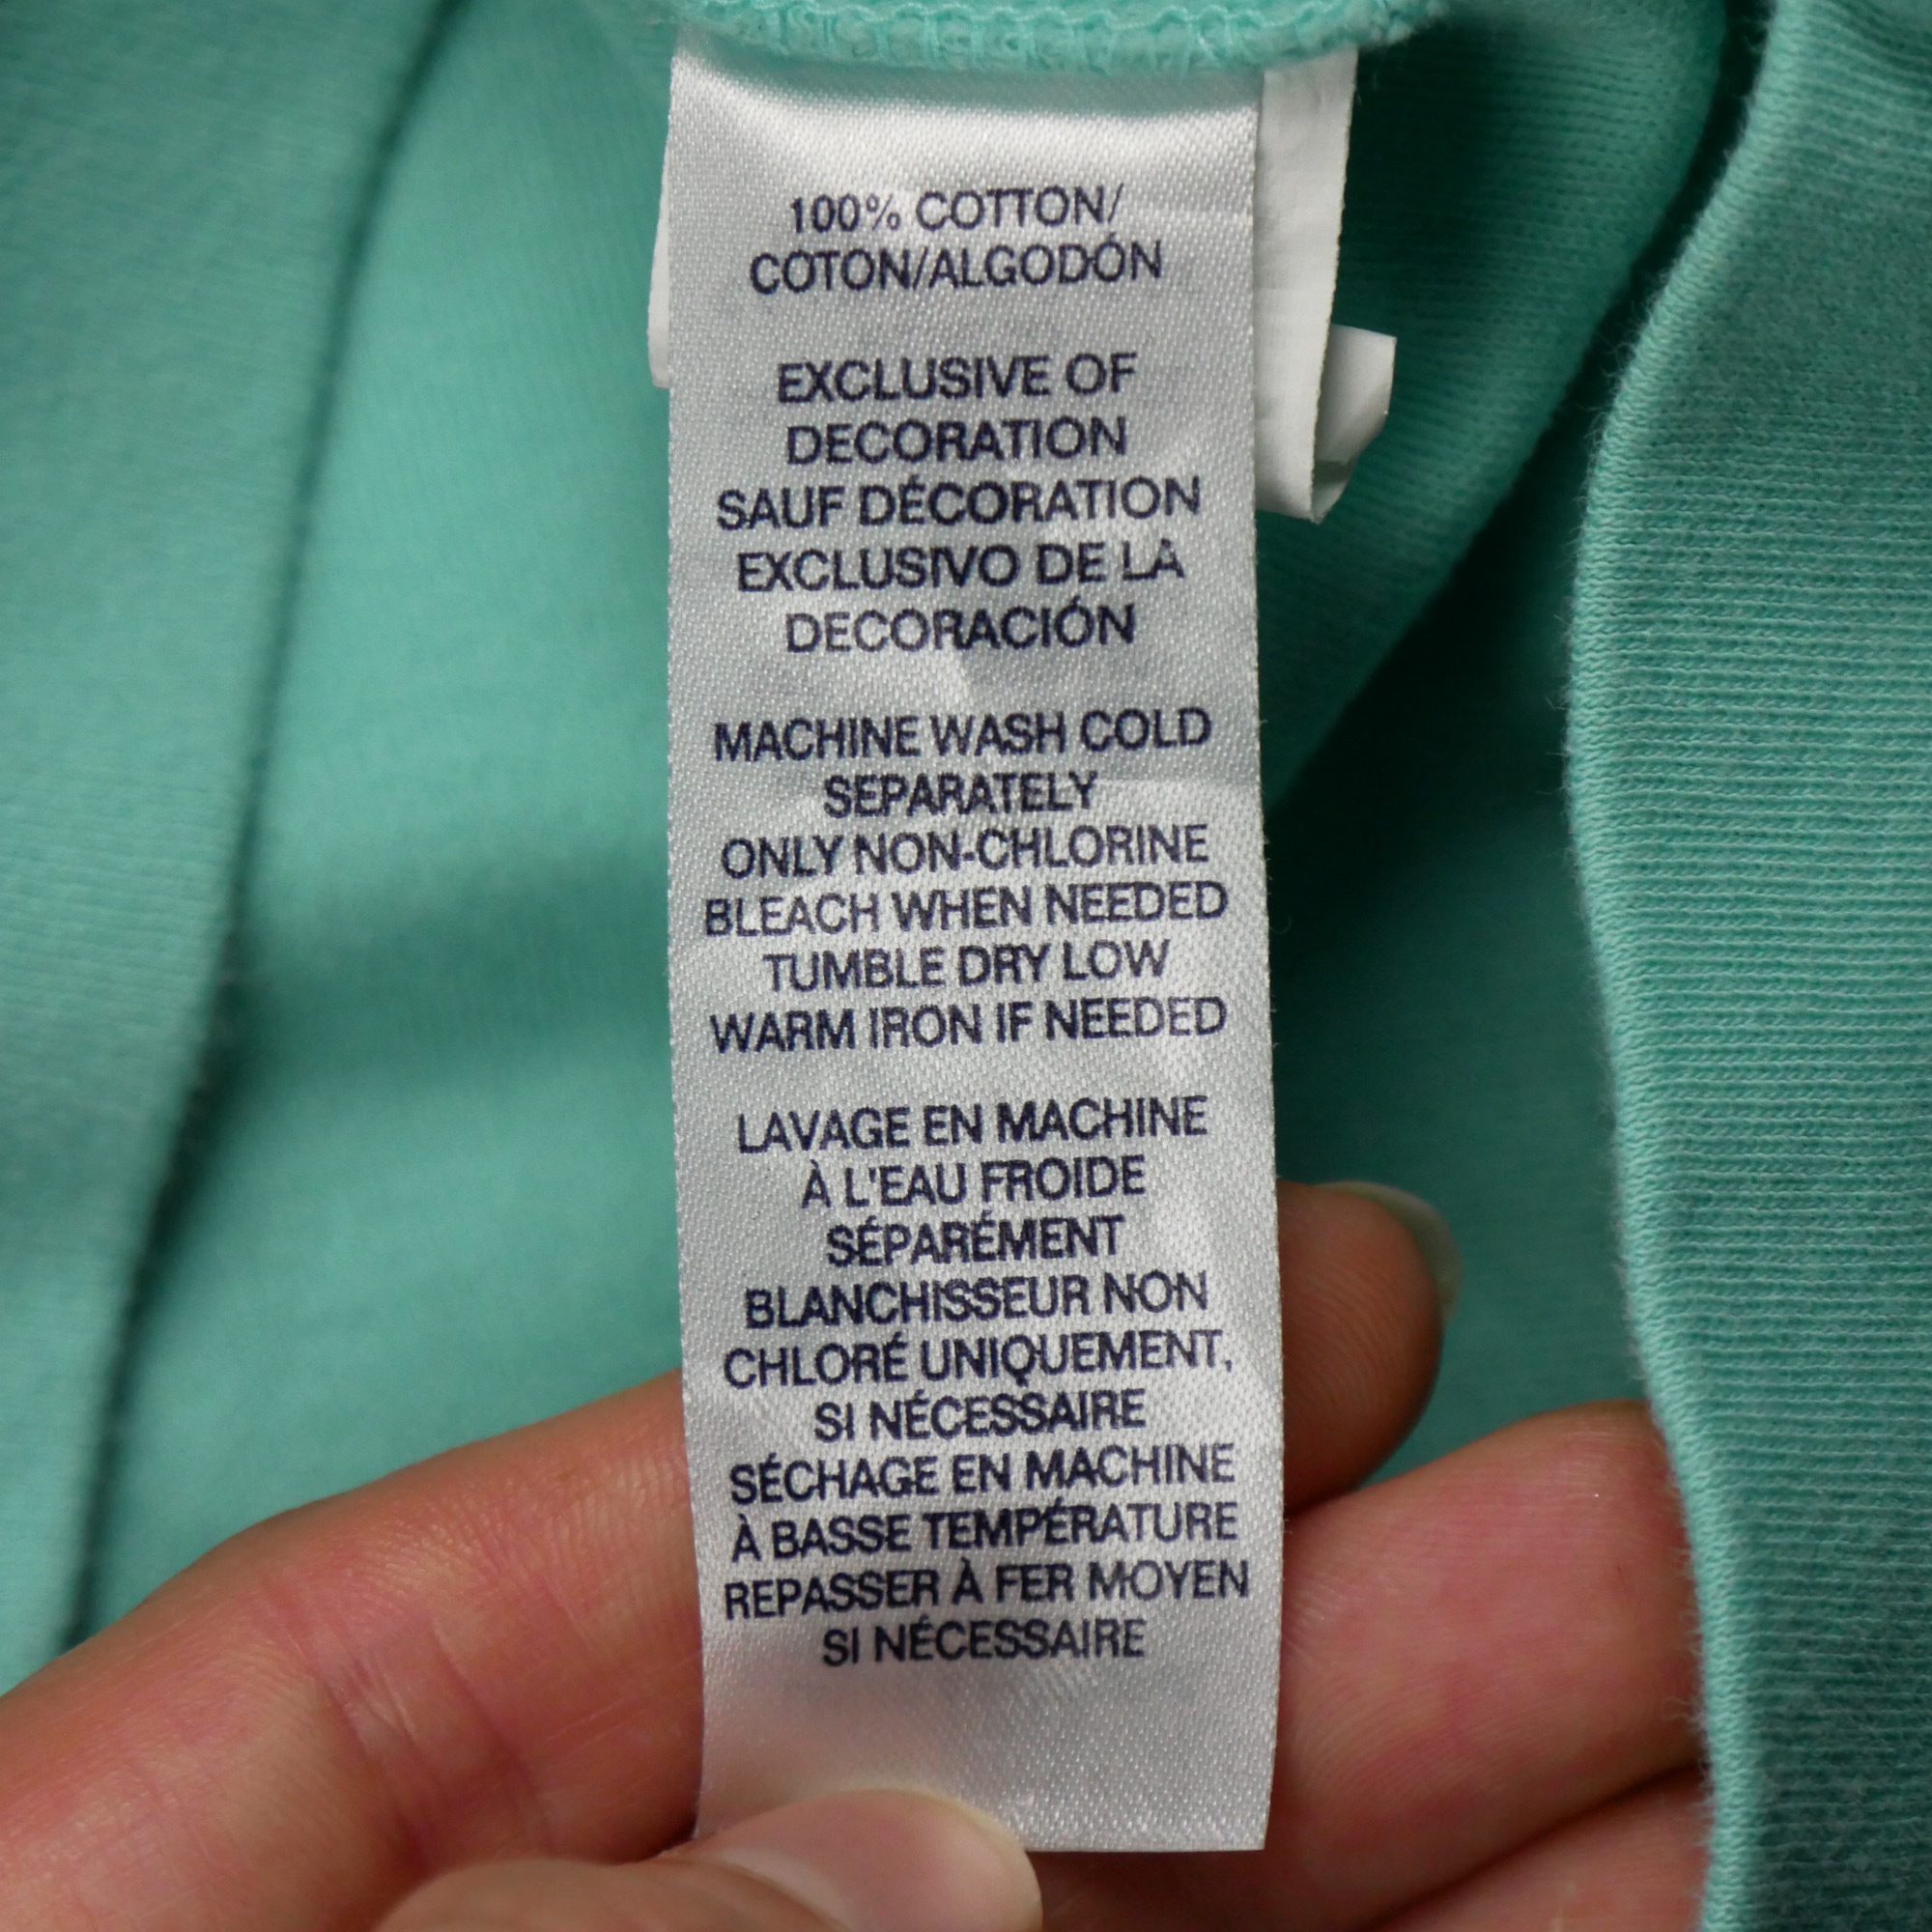 100% COTTON/
COTON/ALGODÓN
EXCLUSIVE OF
DECORATION
SAUF DÉCORATION
EXCLUSIVO DE LA
DECORACIÓN
MACHINE WASH COLD
SEPARATELY
ONLY NON-CHLORINE
BLEACH WHEN NEEDED
TUMBLE DRY LOW
WARM IRON IF NEEDED
LAVAGE EN MACHINE
À L'EAU FROIDE
SÉPARÉMENT
BLANCHISSEUR NON
CHLORÉ UNIQUEMENT,
SI NÉCESSAIRE
SÉCHAGE EN MACHINE
À BASSE TEMPÉRATURE
REPASSER À FER MOYEN
SI NÉCESSAIRE